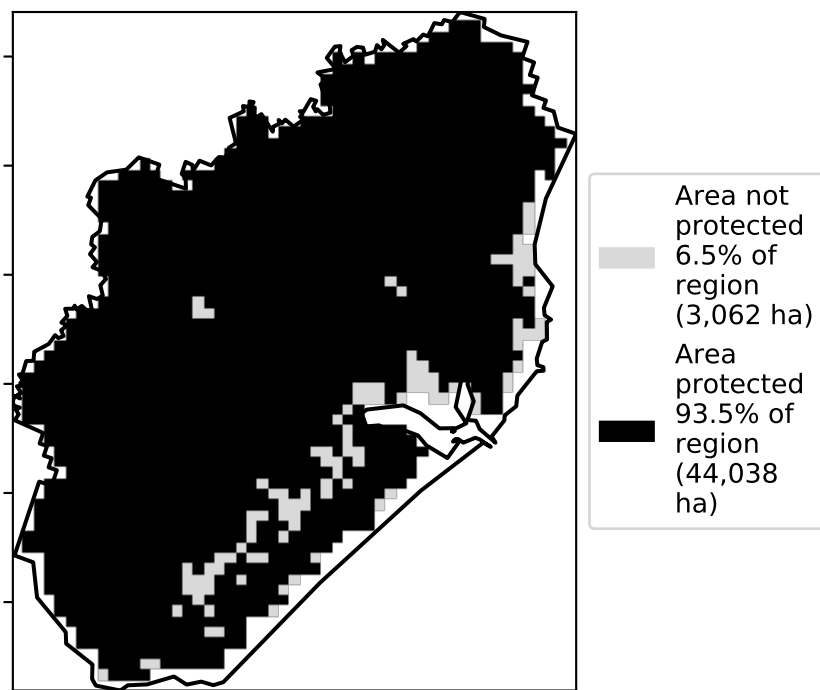 Area not
protected
6.5% of
region
(3,062 ha)
Area
protected
93.5% of
region
(44,038
ha)